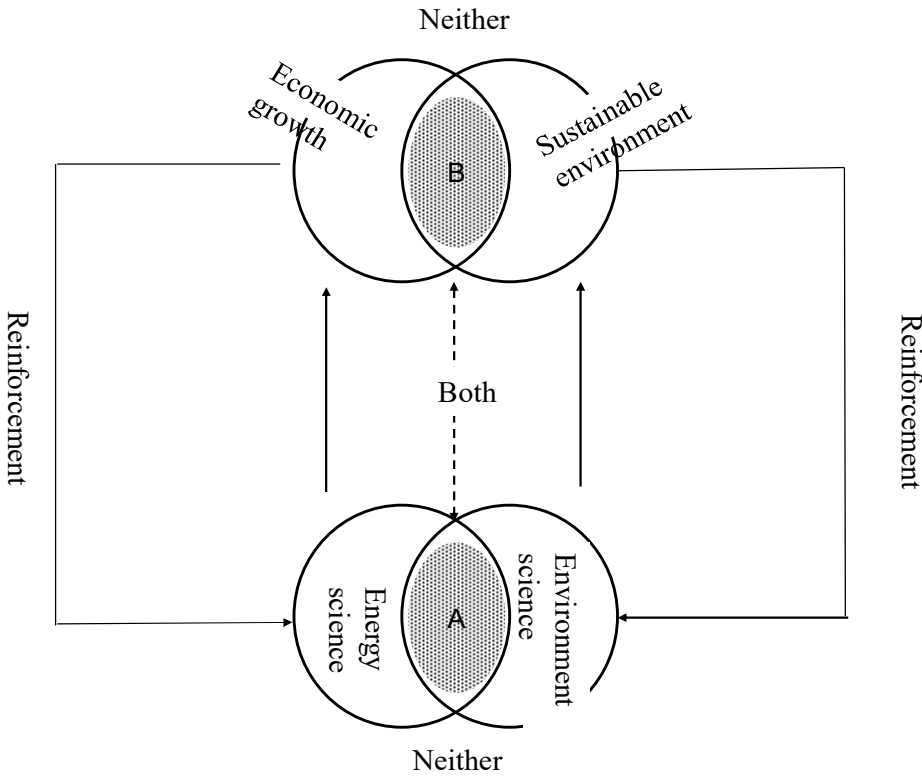 Neither
Economic
growth
Sustainable
environment
B
Reinforcement
Reinforcement
Both
Energy
science
A
Environment
science
Neither